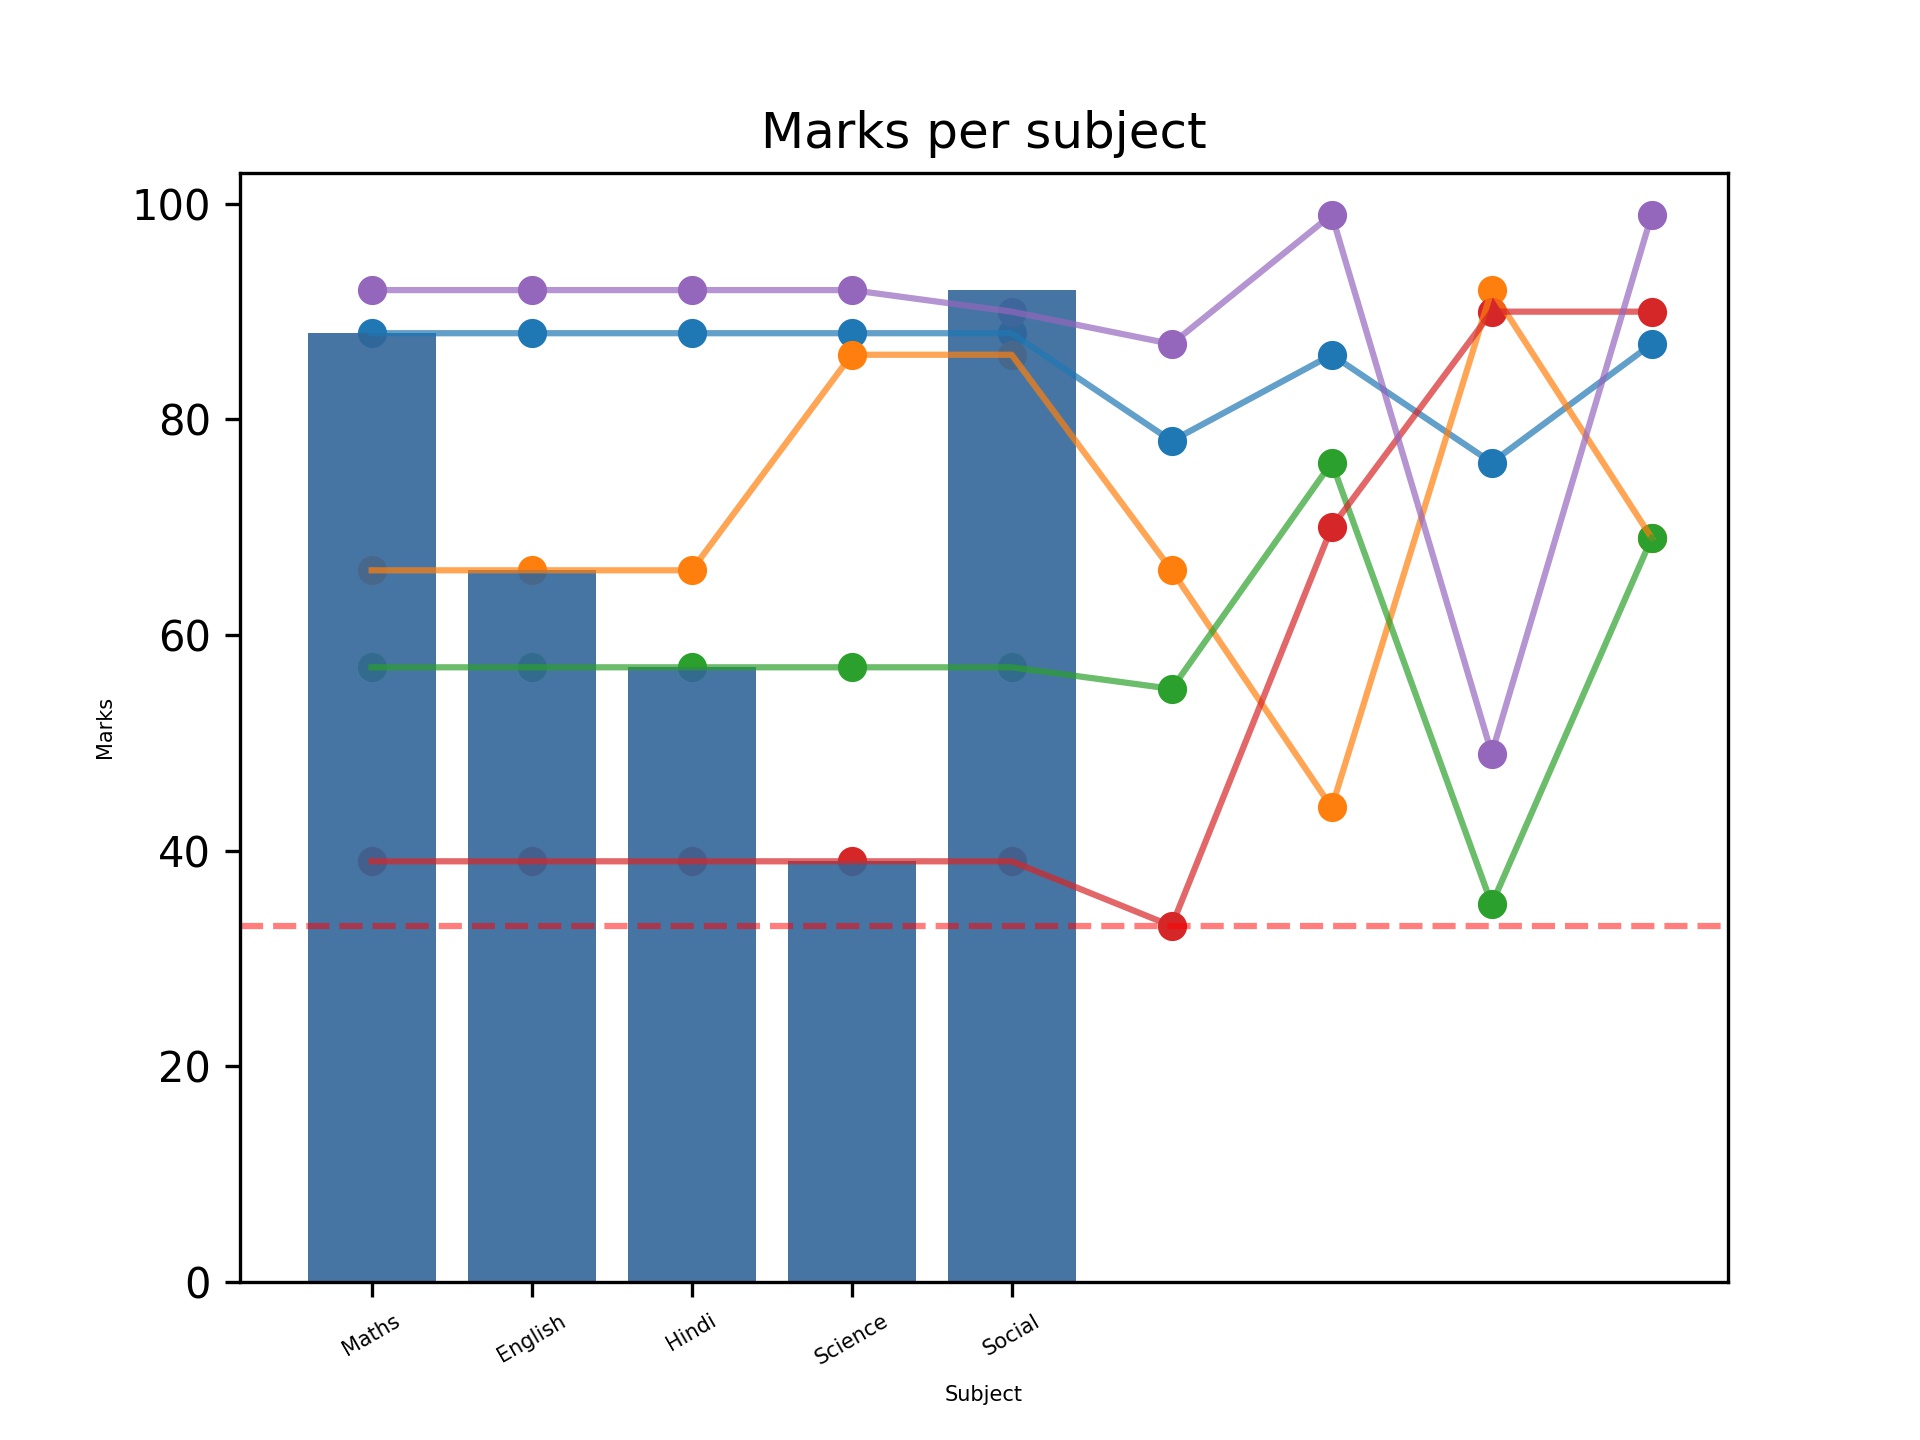 Marks per subject
100
80
60
40
20
0
Marks
Maths
English
Hindi
Science
Social
Subject